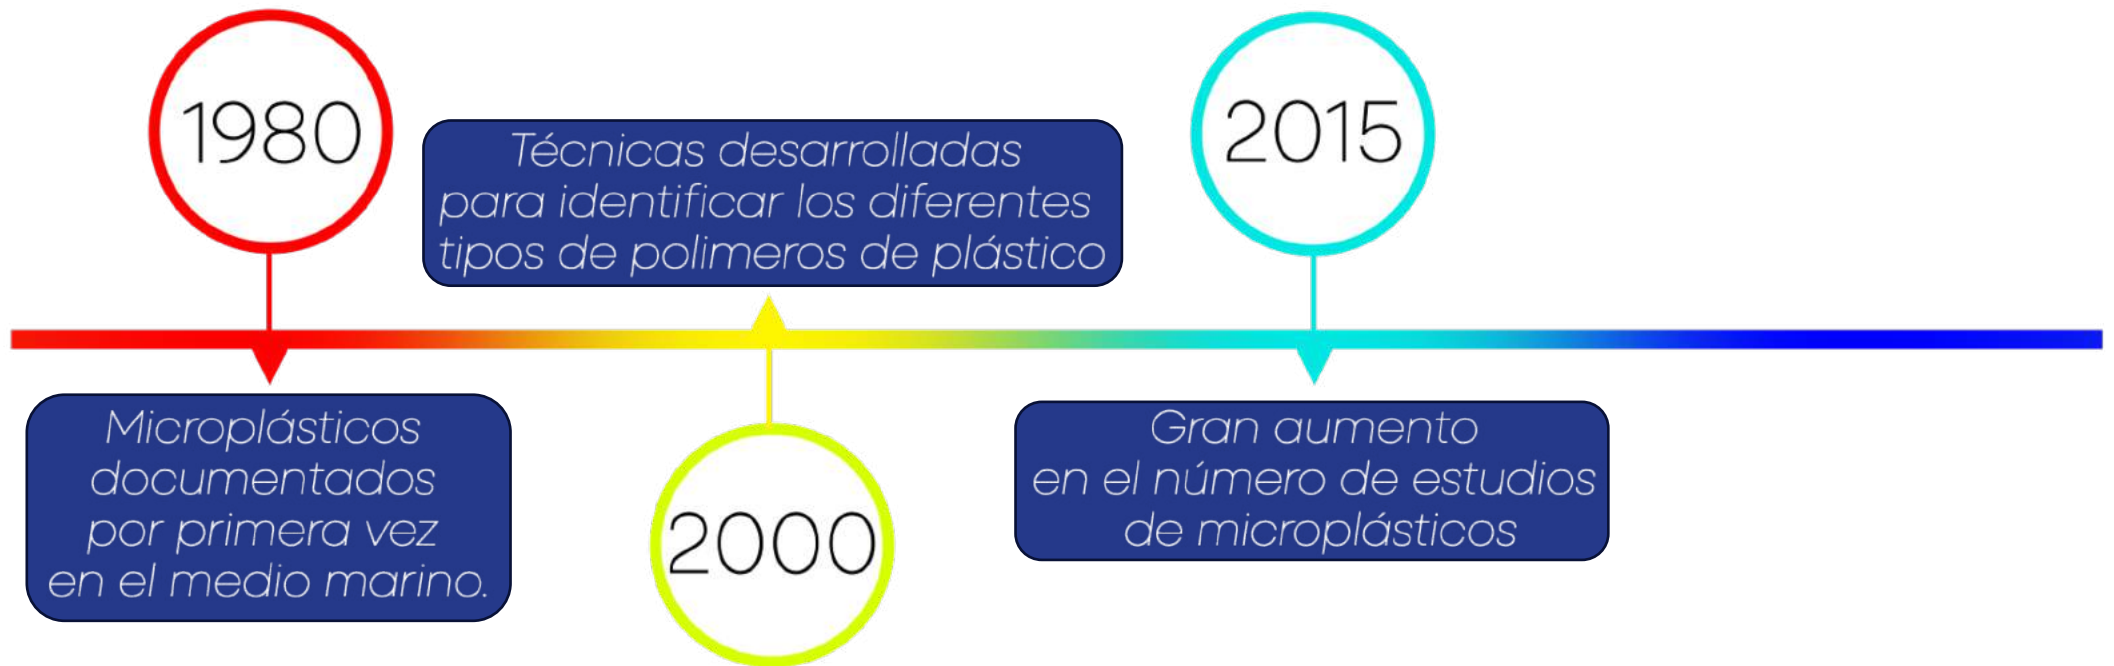 1980
Microplásticos
documentados
por primera vez
en el medio marino.
Técnicas desarrolladas
para identificar los diferentes
tipos de polimeros de plástico
2000
2015
Gran aumento
en el número de estudios
de microplásticos